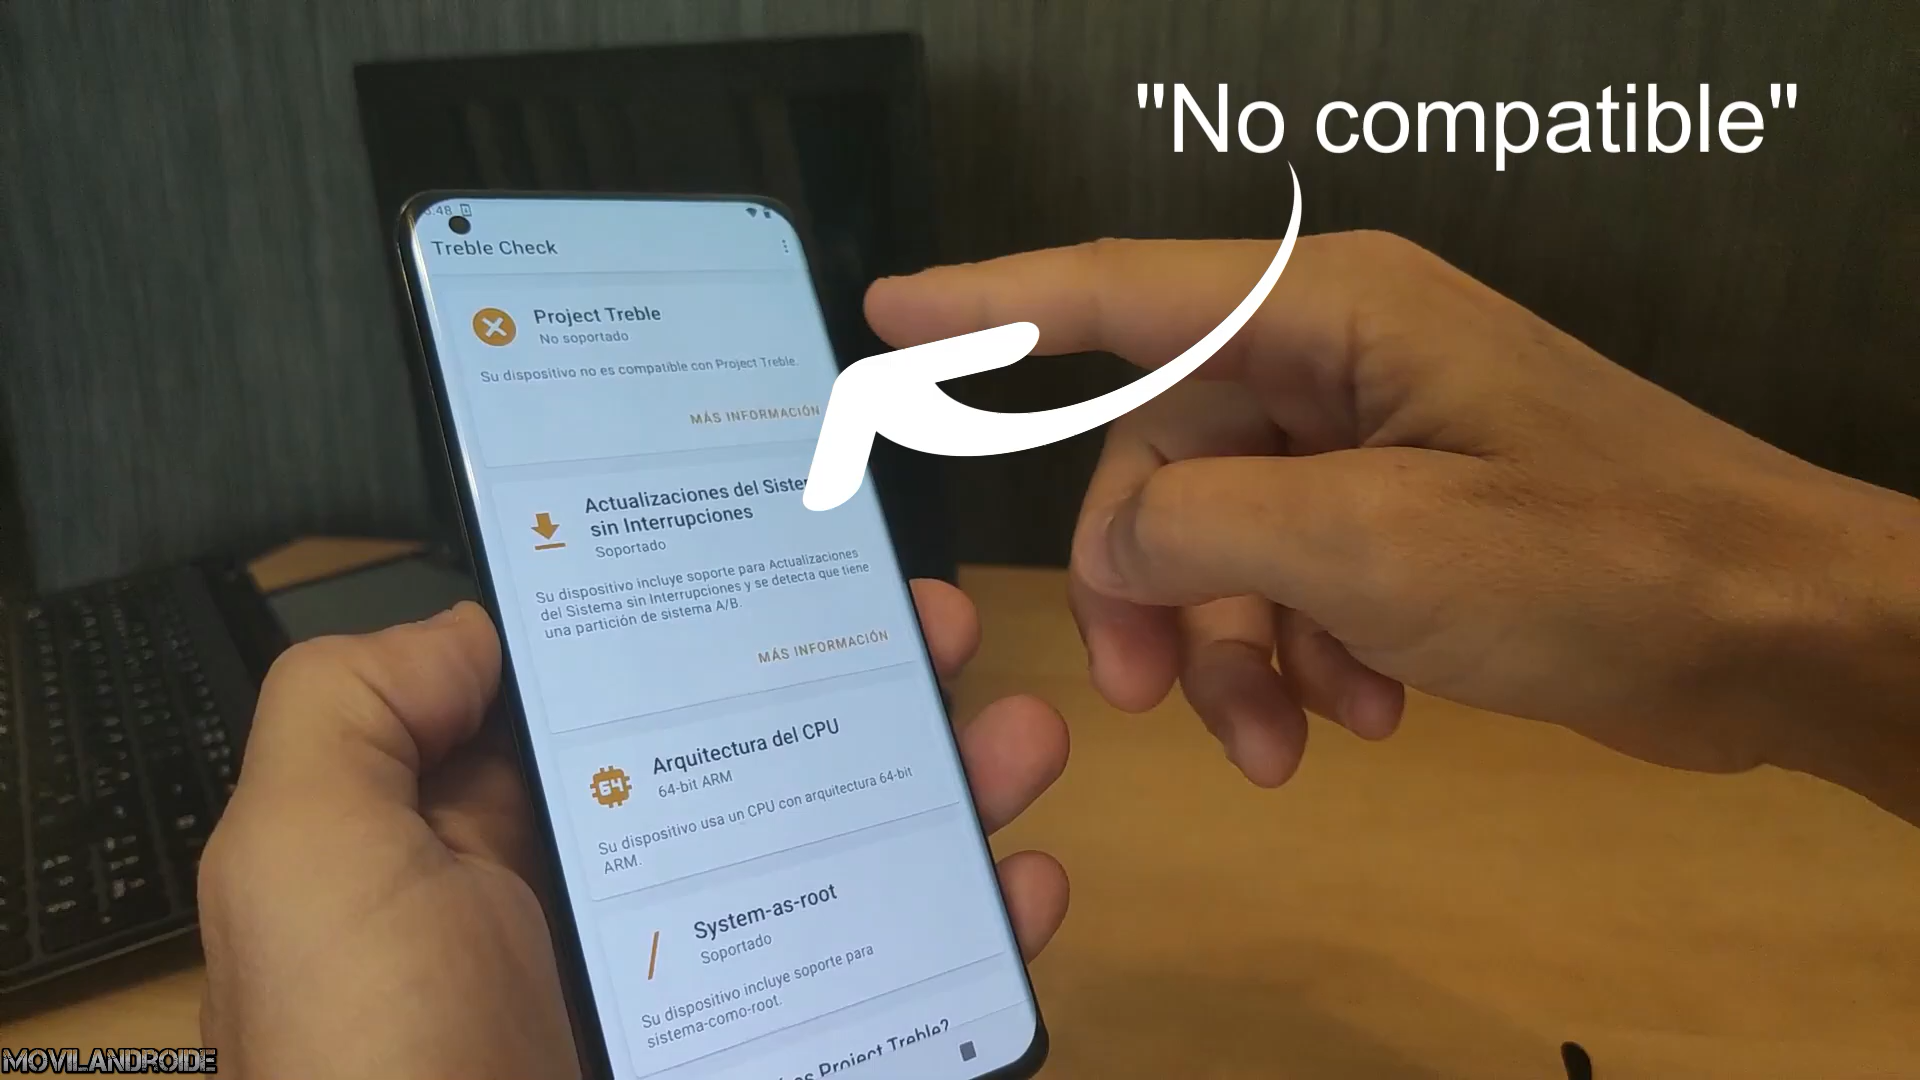 "No compatible"
Treble Check
Project Treble
No soportado
Su dispositivo no es compatible con Project Treble.
MÁS INFORMACIÓN
Actualizaciones del
sin Interrupciones
Soportado
Su dispositivo incluye soporte para Actualizaciones
del Sistema sin Interrupciones y se detecta que tiene
una partición de sistema A/B.
MÁS INFORMACIÓN
64
Arquitectura del CPU
64-bit ARM
Su dispositivo usa un CPU con arquitectura 64-bit
ARM.
System-as-root
Soportado
Su dispositivo incluye soporte para
sistema-como-root.
Project Treble?
MOVILANDROIDE